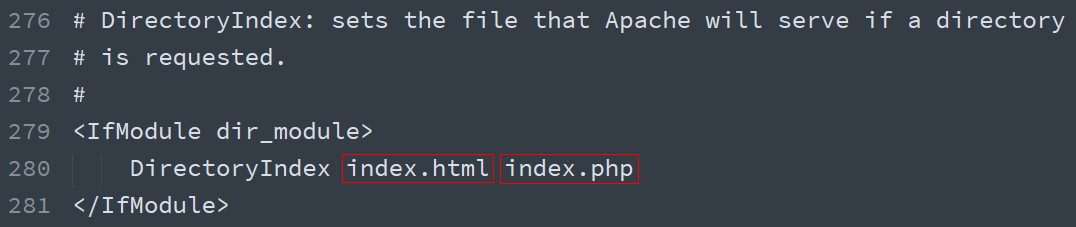 276 # DirectoryIndex: sets the file that Apache will serve if a directory
277 # is requested.
278 #
279 <IfModule dir_module>
280     DirectoryIndex index.html index.php
281 </IfModule>